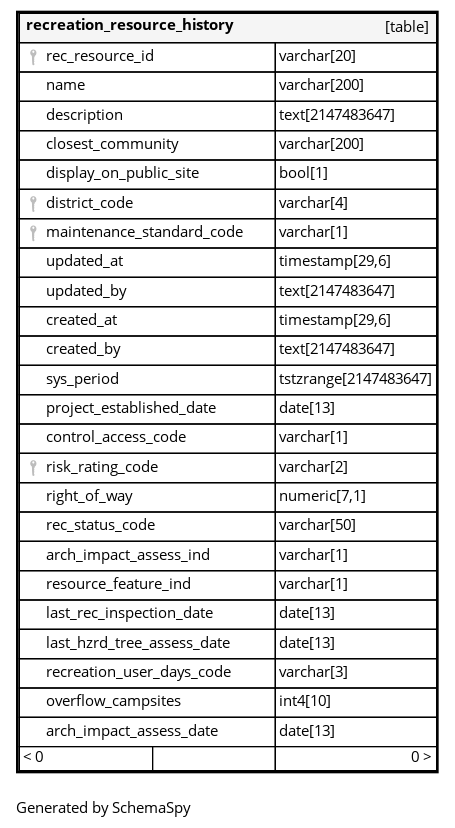 recreation_resource_history [table]
rec_resource_id varchar[20]
name varchar[200]
description text[2147483647]
closest_community varchar[200]
display_on_public_site bool[1]
district_code varchar[4]
maintenance_standard_code varchar[1]
updated_at timestamp[29,6]
updated_by text[2147483647]
created_at timestamp[29,6]
created_by text[2147483647]
sys_period tstzrange[2147483647]
project_established_date date[13]
control_access_code varchar[1]
risk_rating_code varchar[2]
right_of_way numeric[7,1]
rec_status_code varchar[50]
arch_impact_assess_ind varchar[1]
resource_feature_ind varchar[1]
last_rec_inspection_date date[13]
last_hzrd_tree_assess_date date[13]
recreation_user_days_code varchar[3]
overflow_campsites int4[10]
arch_impact_assess_date date[13]
< 0 0 >
Generated by SchemaSpy